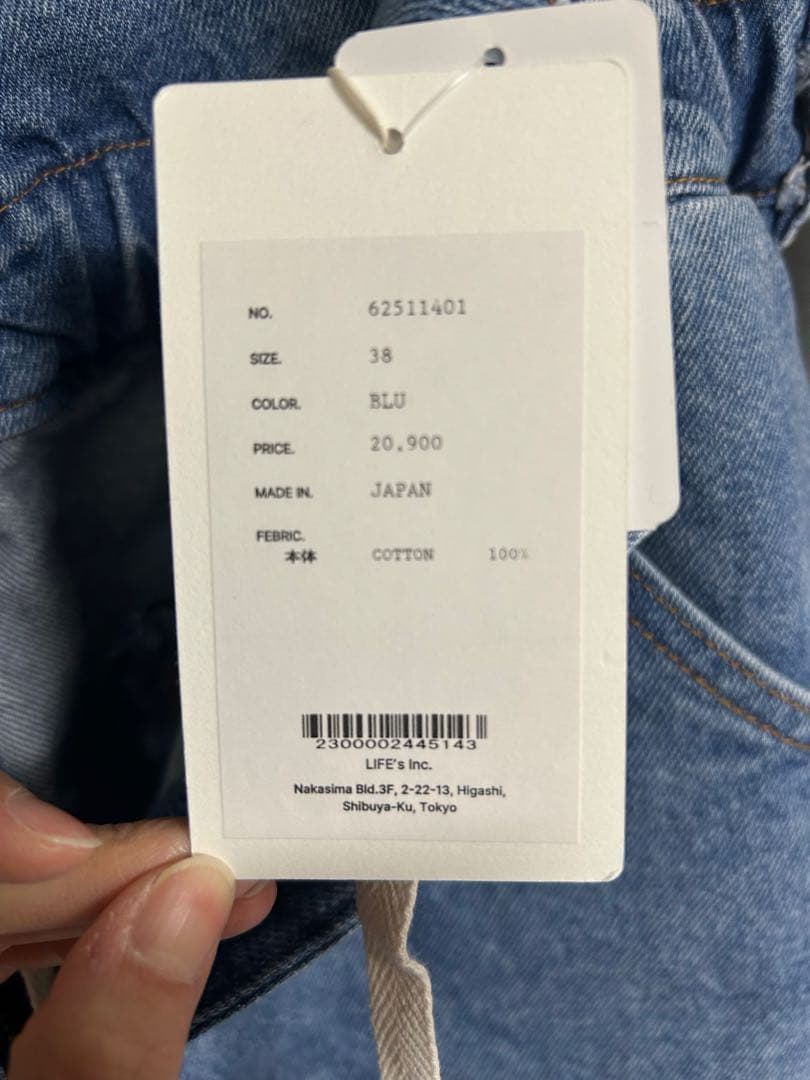 NO. 62511401
SIZE. 38
COLOR. BLU
PRICE. 20,900
MADE IN. JAPAN
FEBRIC.
本体 COTTON 100%
2300002445143
LIFE's Inc.
Nakasima Bld.3F, 2-22-13, Higashi,
Shibuya-Ku, Tokyo